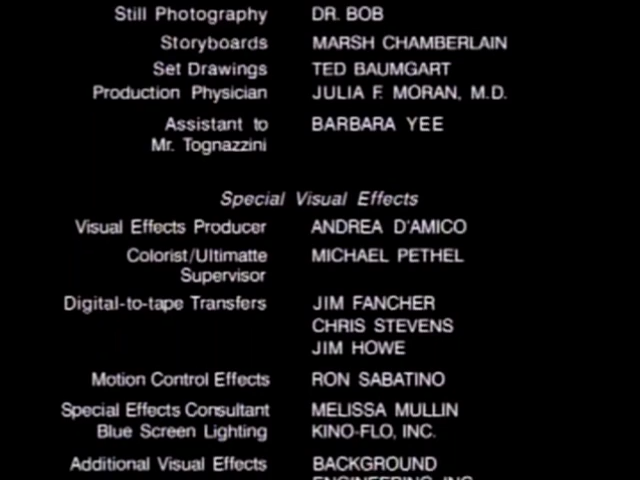 Still Photography DR. BOB
Storyboards MARSH CHAMBERLAIN
Set Drawings TED BAUMGART
Production Physician JULIA F. MORAN, M.D.
Assistant to BARBARA YEE
Mr. Tognazzini
Special Visual Effects
Visual Effects Producer ANDREA D'AMICO
Colorist/Ultimatte MICHAEL PETHEL
Supervisor
Digital-to-tape Transfers JIM FANCHER
CHRIS STEVENS
JIM HOWE
Motion Control Effects RON SABATINO
Special Effects Consultant MELISSA MULLIN
Blue Screen Lighting KINO-FLO, INC.
Additional Visual Effects BACKGROUND
ENGINEERING INC.